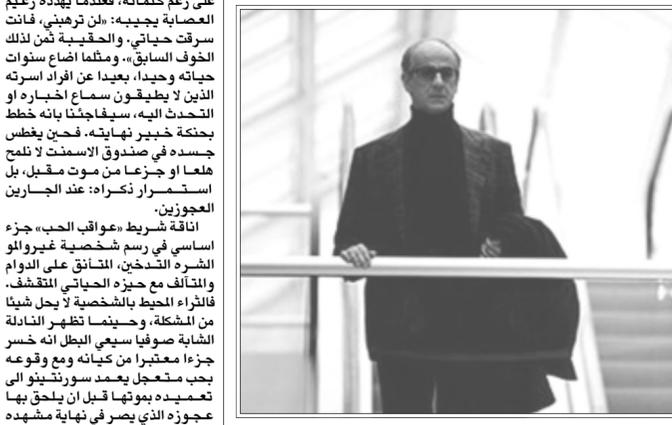 على رغم كلماته، فعندما يهدده زعيم
العصابة يجيبه: «لن ترهبني، فانت
سرقت حياتي. والحقيبة ثمن لذلك
الخوف السابق». ومثلما اضاع سنوات
حياته وحيدا، بعيدا عن افراد اسرته
الذين لا يطيقون سماع اخباره او
التحدث اليه، سيفاجئنا بانه خطط
بحنكة خبير نهايته. فحين يغطس
جسده في صندوق الاسمنت لا نلمح
هلعا او جزعا من موت مقبل، بل
استمرار ذكراه: عند الجارين
العجوزين.
اناقة شريط «عواقب الحب» جزء
اساسي في رسم شخصية غيروالمو
الشره التدخين، المتأنق على الدوام
والمتآلف مع حيزه الحياتي المتقشف.
فالثراء المحيط بالشخصية لا يحل شيئا
من المشكلة، وحينما تظهر النادلة
الشابة صوفيا سيعي البطل انه خسر
جزءا معتبرا من كيانه ومع وقوعه
بحب متعجل يعمد سورنتينو الى
تعميده بموتها قبل ان يلحق بها
عجوزه الذي يصر في نهاية مشهده